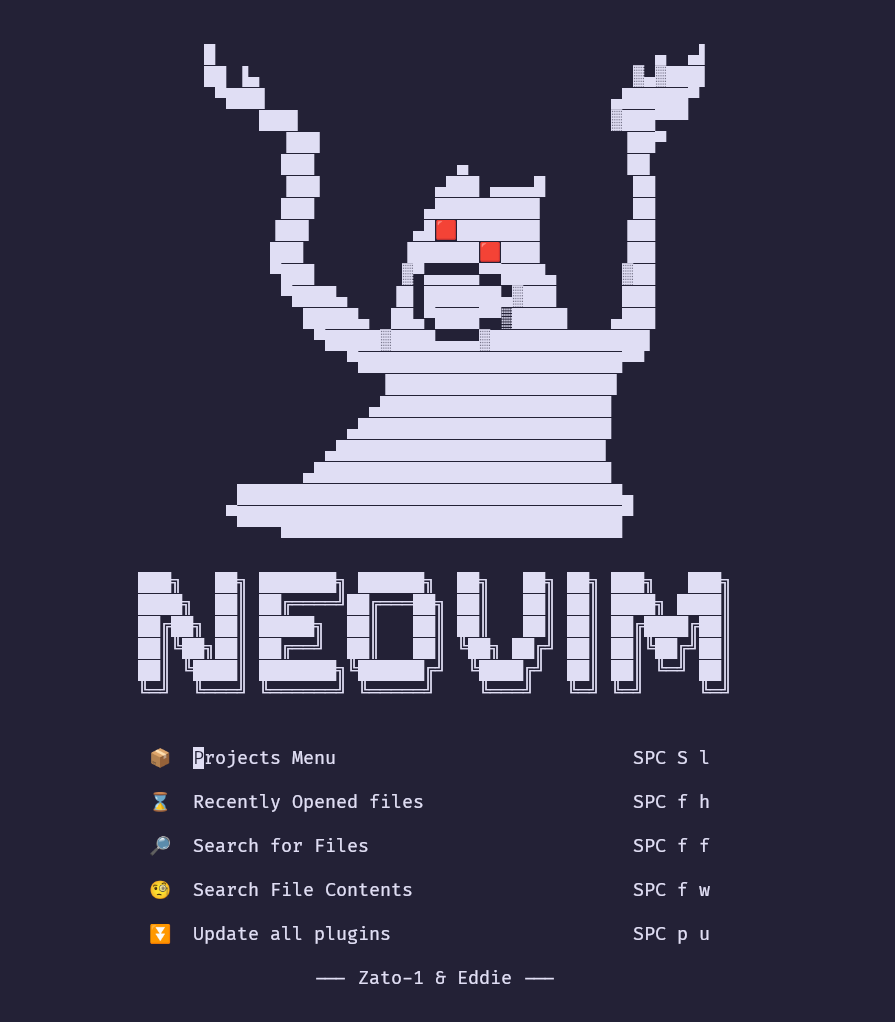 NEOVIM
Projects Menu SPC S l
Recently Opened files SPC f h
Search for Files SPC f f
Search File Contents SPC f w
Update all plugins SPC p u
—— Zato-1 & Eddie ——